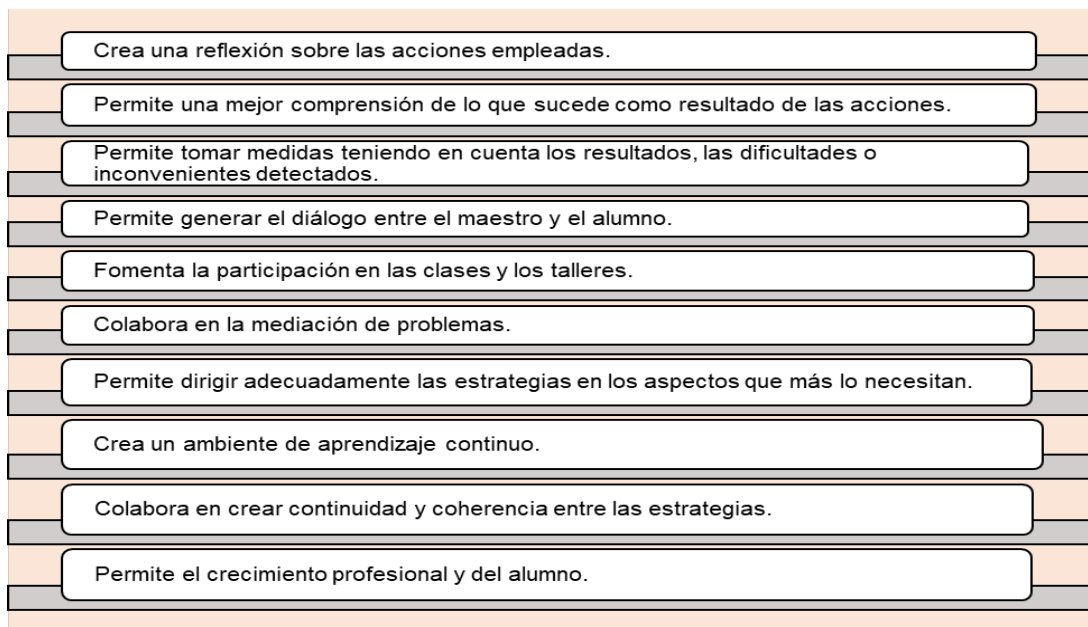 Crea una reflexión sobre las acciones empleadas.
Permite una mejor comprensión de lo que sucede como resultado de las acciones.
Permite tomar medidas teniendo en cuenta los resultados, las dificultades o
inconvenientes detectados.
Permite generar el diálogo entre el maestro y el alumno.
Fomenta la participación en las clases y los talleres.
Colabora en la mediación de problemas.
Permite dirigir adecuadamente las estrategias en los aspectos que más lo necesitan.
Crea un ambiente de aprendizaje continuo.
Colabora en crear continuidad y coherencia entre las estrategias.
Permite el crecimiento profesional y del alumno.